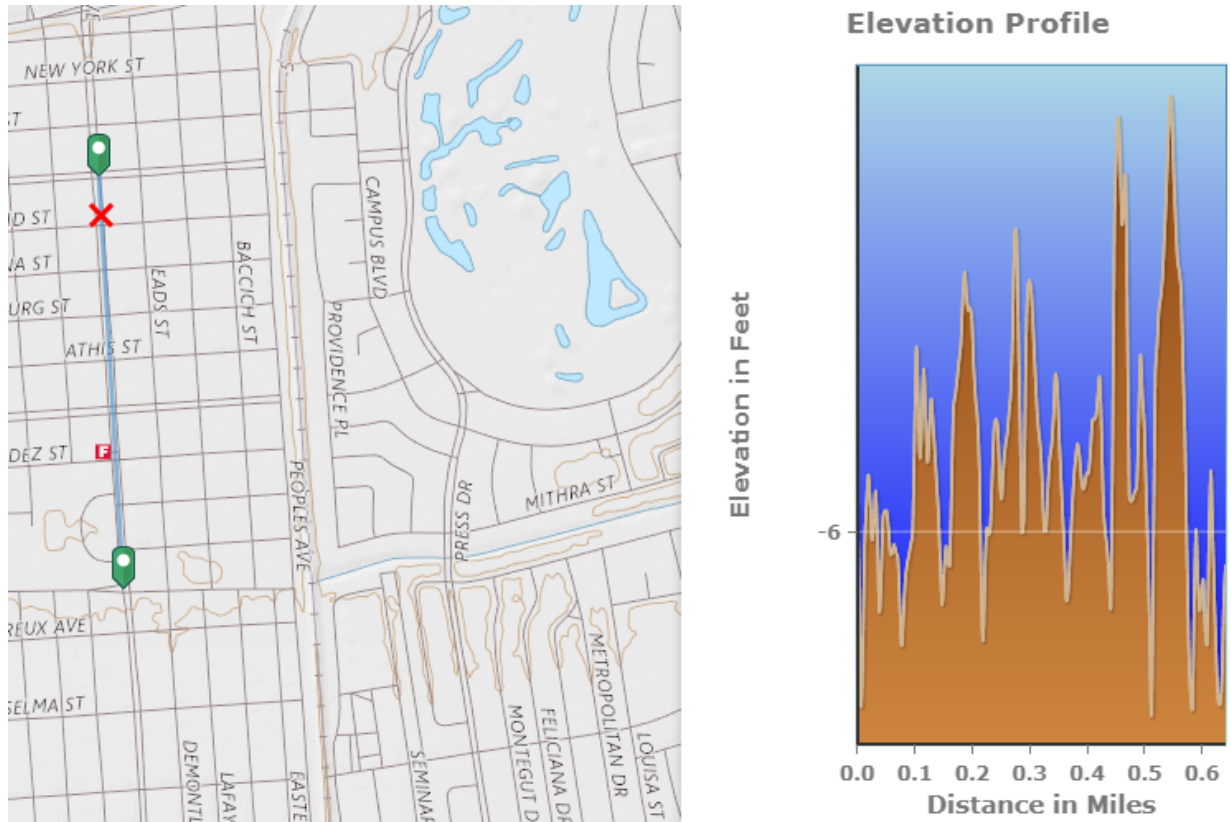 NEW YORK ST
ST
D ST
NA ST
URG ST
ATHIS ST
EADS ST
BACCICH ST
CAMPUS BLVD
PROVIDENCE PL
DEZ ST
F
PEOPLES AVE
PRESS DR
MITHRA ST
REUX AVE
SELMA ST
DEMONTL
LAFAY
EASTE
SEMINAR
MONTEGUT D
FELICIANA DR
METROPOLITAN DR
LOUISA ST
Elevation Profile
Elevation in Feet
-6
0.0 0.1 0.2 0.3 0.4 0.5 0.6
Distance in Miles